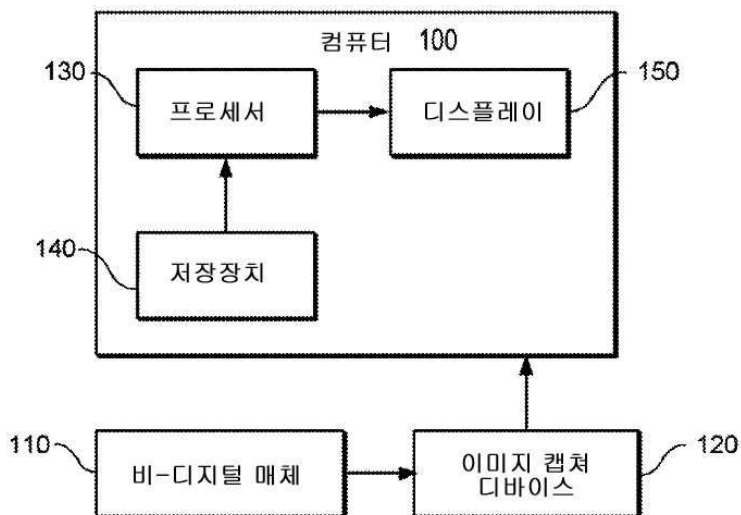 컴퓨터 100
130
프로세서
디스플레이
150
140
저장장치
110
비-디지털 매체
이미지 캡쳐
디바이스
120